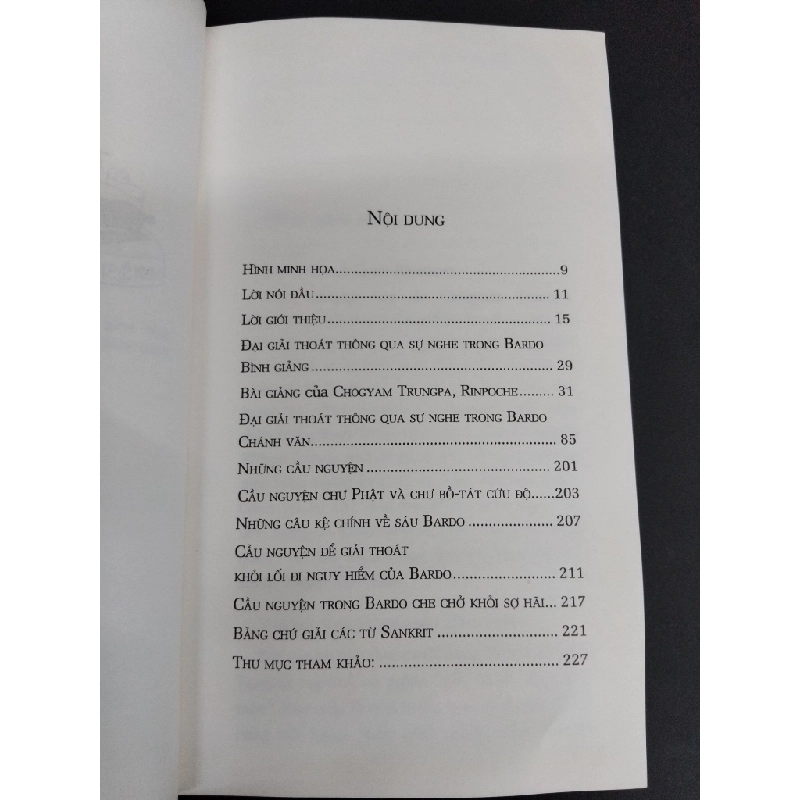 NỘI DUNG
HÌNH MINH HỌA..........9
LỜI NÓI ĐẦU.......... 11
LỜI GIỚI THIỆU.......... 15
ĐẠI GIẢI THOÁT THÔNG QUA SỰ NGHE TRONG BARDO
BÌNH GIẢNG .......... 29
BÀI GIẢNG CỦA CHOGYAM TRUNGPA, RINPOCHE......... 31
ĐẠI GIẢI THOÁT THÔNG QUA SỰ NGHE TRONG BARDO
CHÁNH VĂN.......... 85
NHỮNG CẦU NGUYỆN .......... 201
CẦU NGUYỆN CHƯ PHẬT VÀ CHƯ BỒ-TÁT CỨU ĐỘ......203
NHỮNG CÂU KỆ CHÍNH VỀ SÁU BARDO .......... 207
CẦU NGUYỆN ĐỂ GIẢI THOÁT
KHỎI LỐI ĐI NGUY HIỂM CỦA BARDO.......... 211
CẦU NGUYỆN TRONG BARDO CHE CHỞ KHỎI SỢ HÃI... 217
BẢNG CHÚ GIẢI CÁC TỪ SANKRIT .......... 221
THƯ MỤC THAM KHẢO: .......... 227